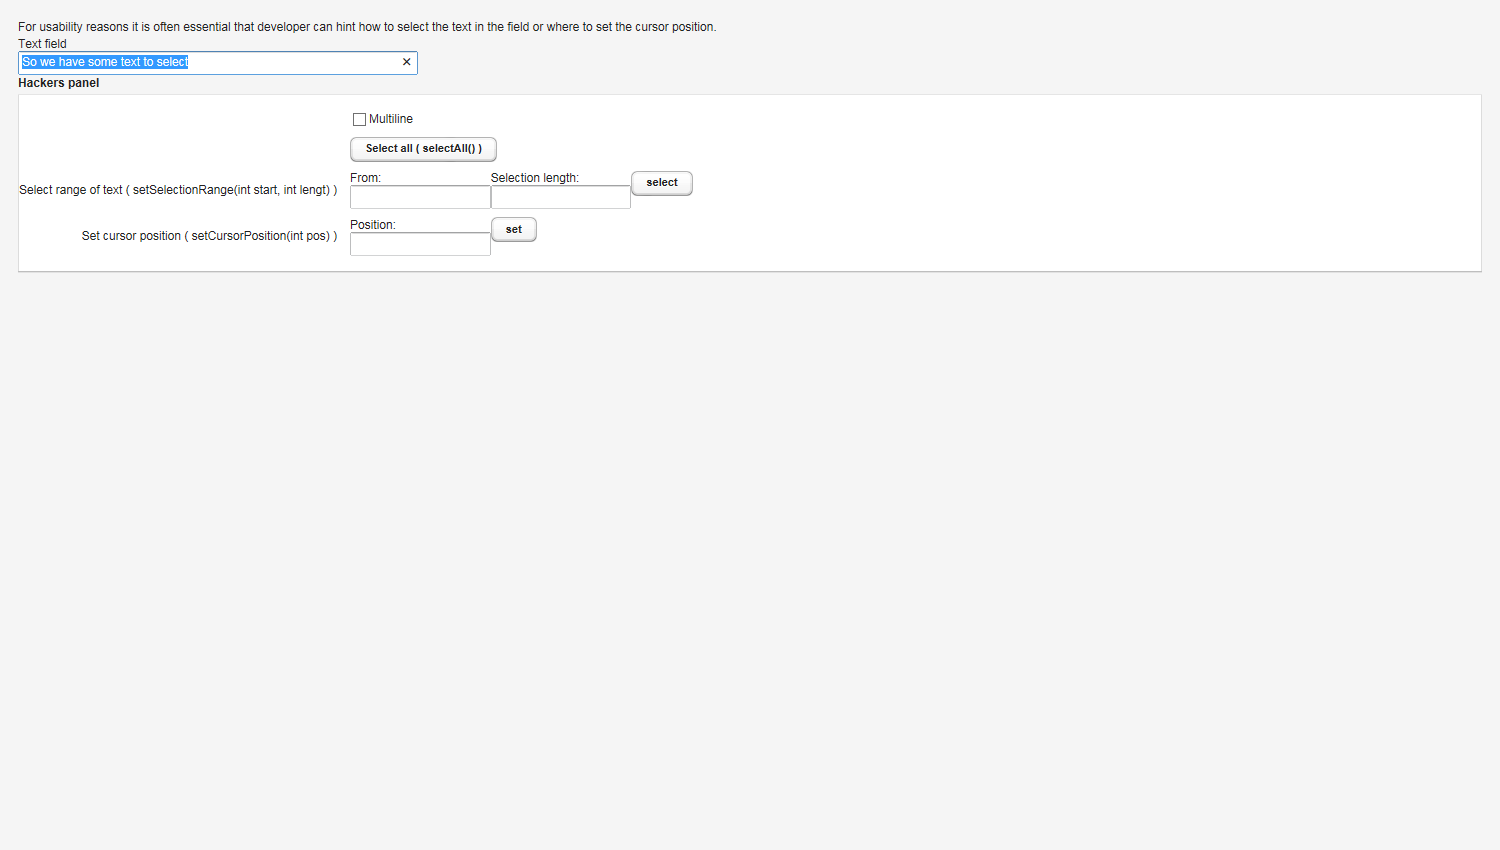 For usability reasons it is often essential that developer can hint how to select the text in the field or where to set the cursor position.
Text field
So we have some text to select ×
Hackers panel
Multiline
Select all ( selectAll() )
Select range of text ( setSelectionRange(int start, int lengt) ) From: Selection length: select
Set cursor position ( setCursorPosition(int pos) ) Position: set